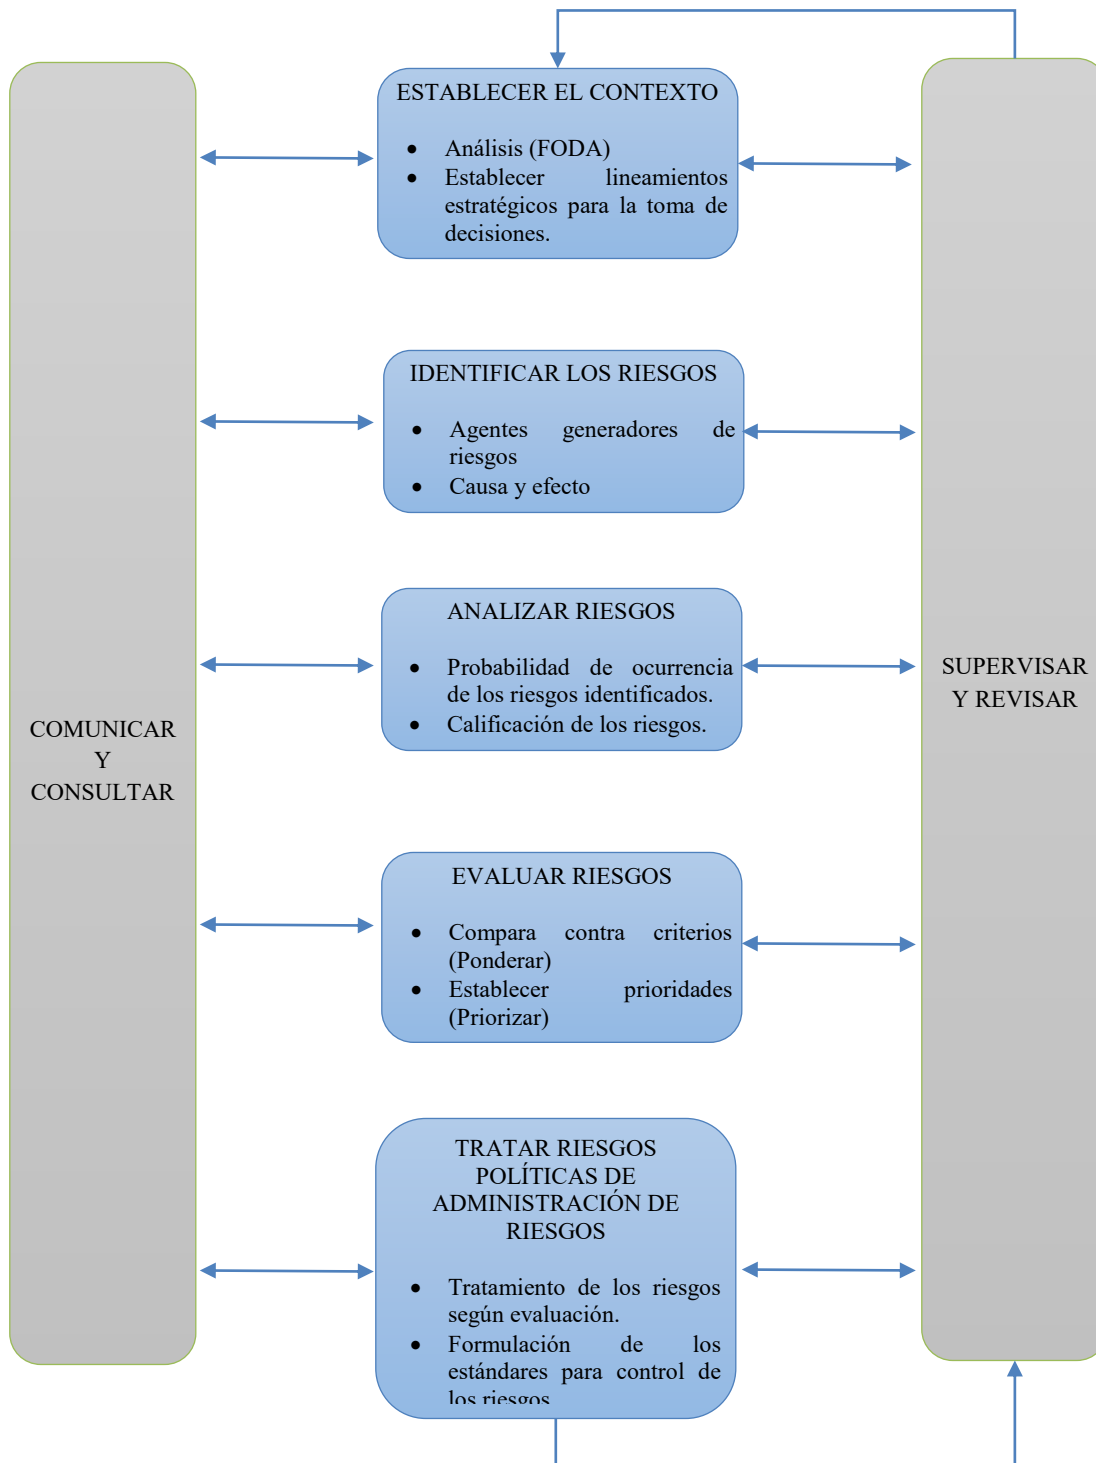 ESTABLECER EL CONTEXTO
• Análisis (FODA)
• Establecer lineamientos
estratégicos para la toma de
decisiones.
IDENTIFICAR LOS RIESGOS
• Agentes generadores de
riesgos
• Causa y efecto
ANALIZAR RIESGOS
• Probabilidad de ocurrencia
de los riesgos identificados.
• Calificación de los riesgos.
SUPERVISAR
Y REVISAR
COMUNICAR
Y
CONSULTAR
EVALUAR RIESGOS
• Compara contra criterios
(Ponderar)
• Establecer prioridades
(Priorizar)
TRATAR RIESGOS
POLÍTICAS DE
ADMINISTRACIÓN DE
RIESGOS
• Tratamiento de los riesgos
según evaluación.
• Formulación de los
estándares para control de
los riesgos